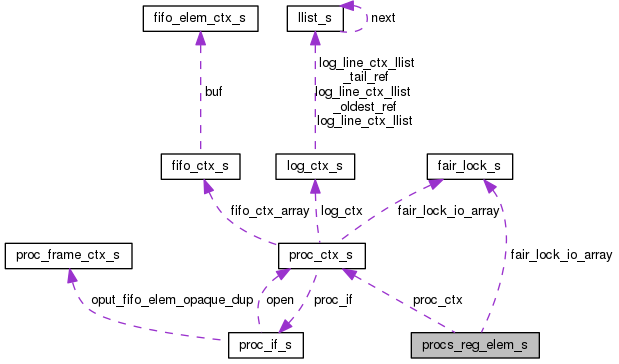 fifo_elem_ctx_s
llist_s
next
log_line_ctx_llist
_tail_ref
log_line_ctx_llist
_oldest_ref
log_line_ctx_llist
buf
fifo_ctx_s
log_ctx_s
fair_lock_s
fifo_ctx_array
log_ctx
fair_lock_io_array
proc_frame_ctx_s
proc_ctx_s
fair_lock_io_array
oput_fifo_elem_opaque_dup
open
proc_if
proc_ctx
proc_if_s
procs_reg_elem_s